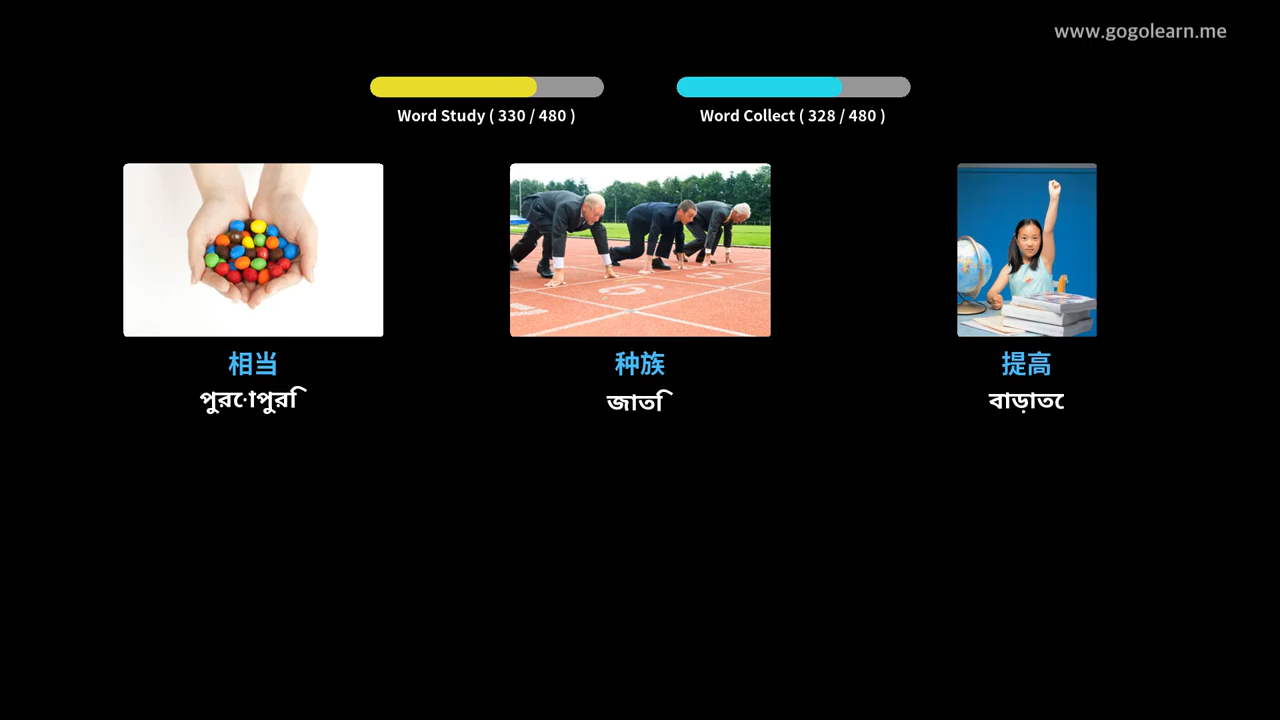 www.gogolearn.me
Word Study ( 330 / 480 )
Word Collect ( 328 / 480 )
相当
种族
提高
পুরোপুরি
জাতি
বাড়াতে